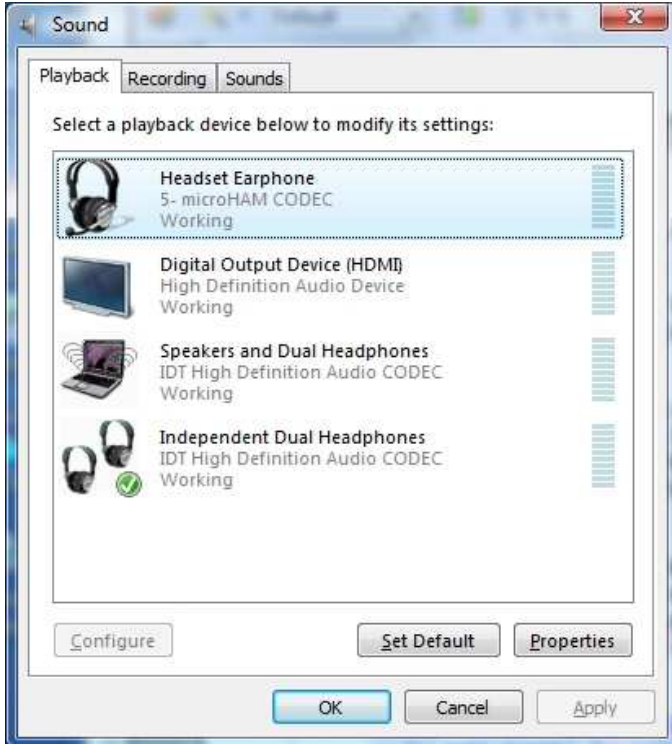 Sound
Playback
Recording
Sounds
Select a playback device below to modify its settings:
Headset Earphone
5- microHAM CODEC
Working
Digital Output Device (HDMI)
High Definition Audio Device
Working
Speakers and Dual Headphones
IDT High Definition Audio CODEC
Working
Independent Dual Headphones
IDT High Definition Audio CODEC
Working
Configure
Set Default
Properties
OK
Cancel
Apply